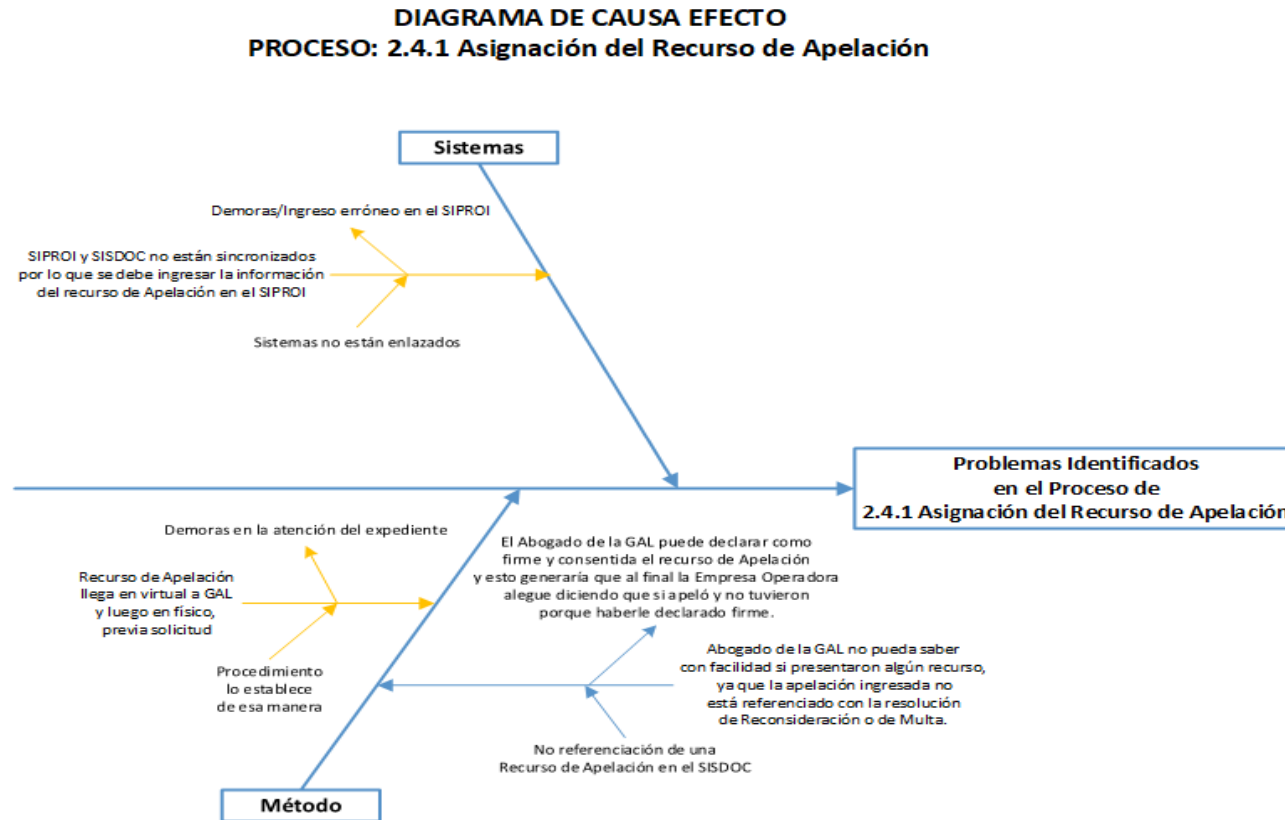 DIAGRAMA DE CAUSA EFECTO
PROCESO: 2.4.1 Asignación del Recurso de Apelación
Sistemas
Demoras/Ingreso erróneo en el SIPROI
SIPROI y SISDOC no están sincronizados
por lo que se debe ingresar la información
del recurso de Apelación en el SIPROI
Sistemas no están enlazados
Problemas Identificados
en el Proceso de
2.4.1 Asignación del Recurso de Apelación
Demoras en la atención del expediente
Recurso de Apelación
llega en virtual a GAL
y luego en físico,
previa solicitud
Procedimiento
lo establece
de esa manera
El Abogado de la GAL puede declarar como
firme y consentida el recurso de Apelación
y esto generaría que al final la Empresa Operadora
alegue diciendo que si apeló y no tuvieron
porque haberle declarado firme.
Abogado de la GAL no pueda saber
con facilidad si presentaron algún recurso,
ya que la apelación ingresada no
está referenciado con la resolución
de Reconsideración o de Multa.
No referenciación de una
Recurso de Apelación en el SISDOC
Método